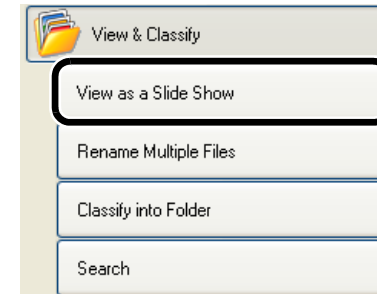 View & Classify
View as a Slide Show
Rename Multiple Files
Classify into Folder
Search